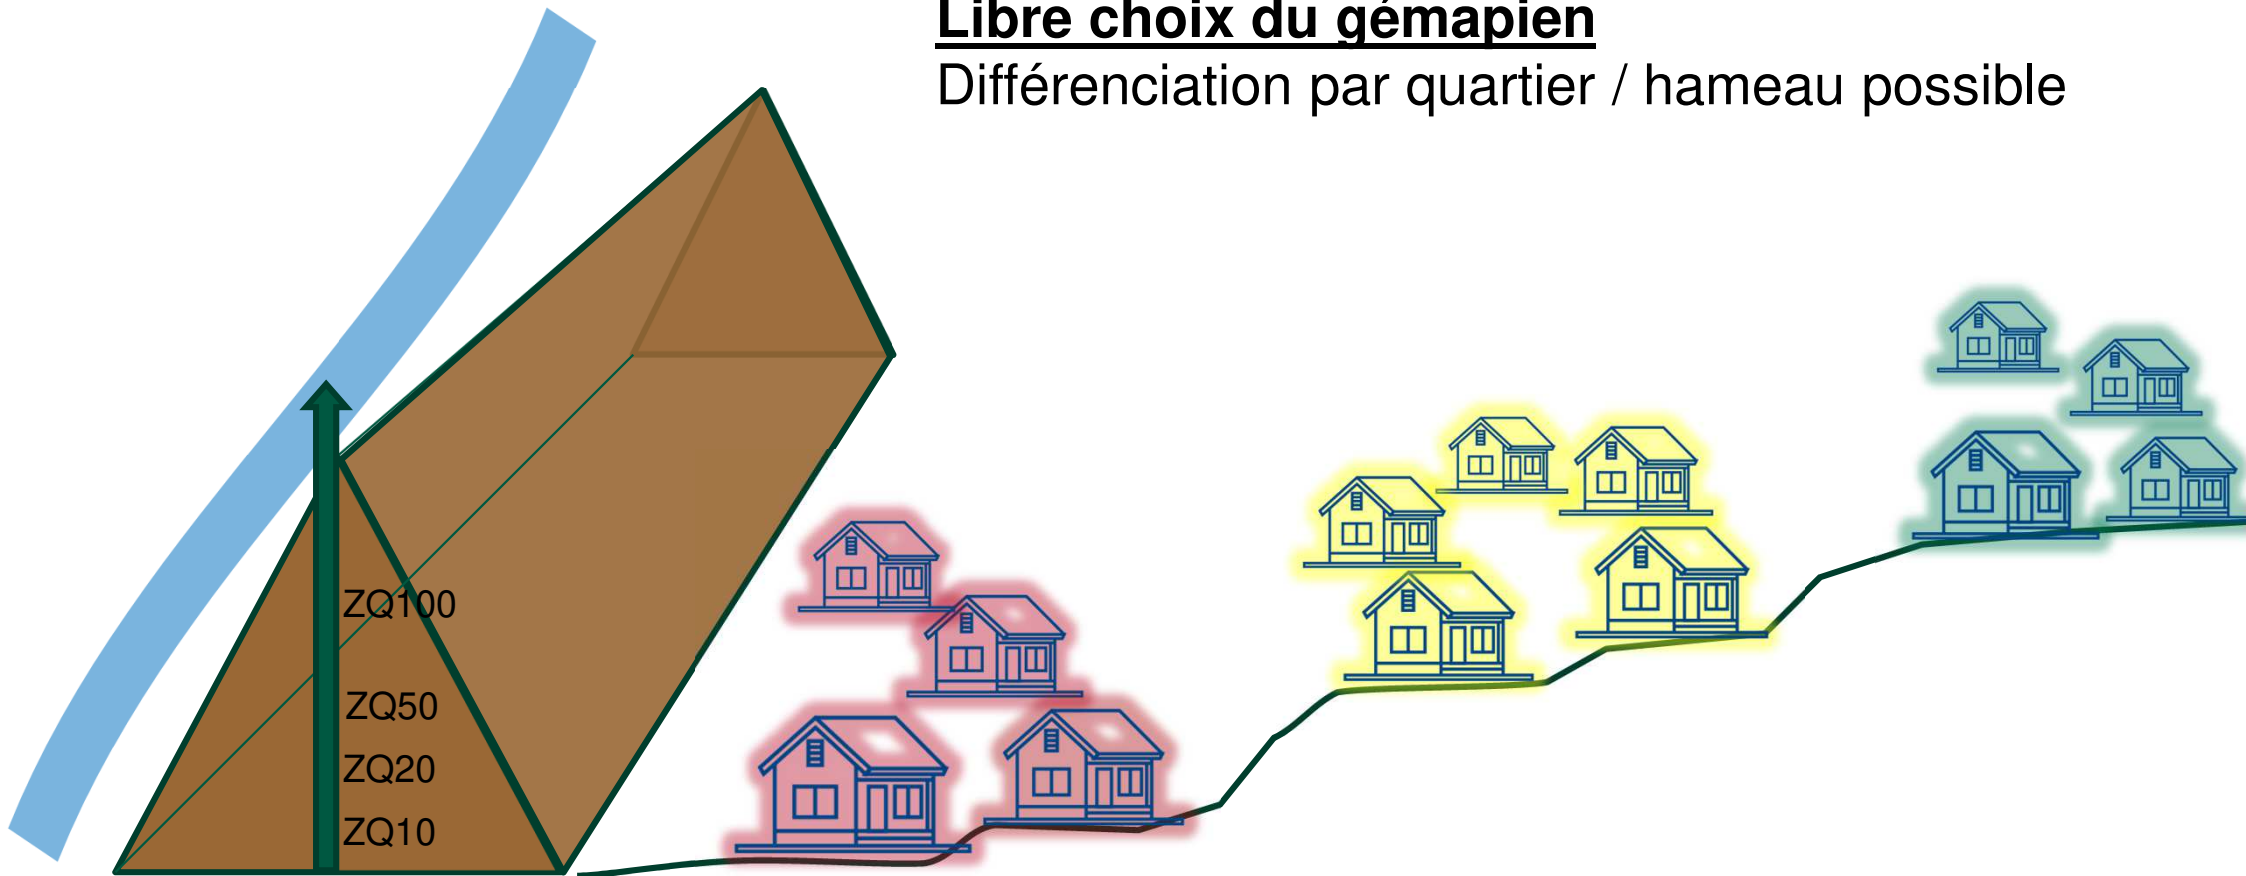 Libre choix du gémapien
Différenciation par quartier / hameau possible
ZQ100
ZQ50
ZQ20
ZQ10